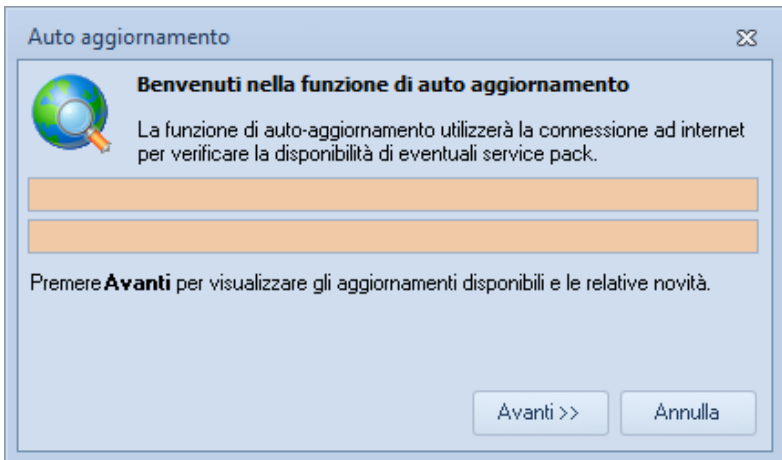 Auto aggiornamento
Benvenuti nella funzione di auto aggiornamento
La funzione di auto-aggiornamento utilizzerà la connessione ad internet
per verificare la disponibilità di eventuali service pack.
Premere Avanti per visualizzare gli aggiornamenti disponibili e le relative novità.
Avanti >> Annulla